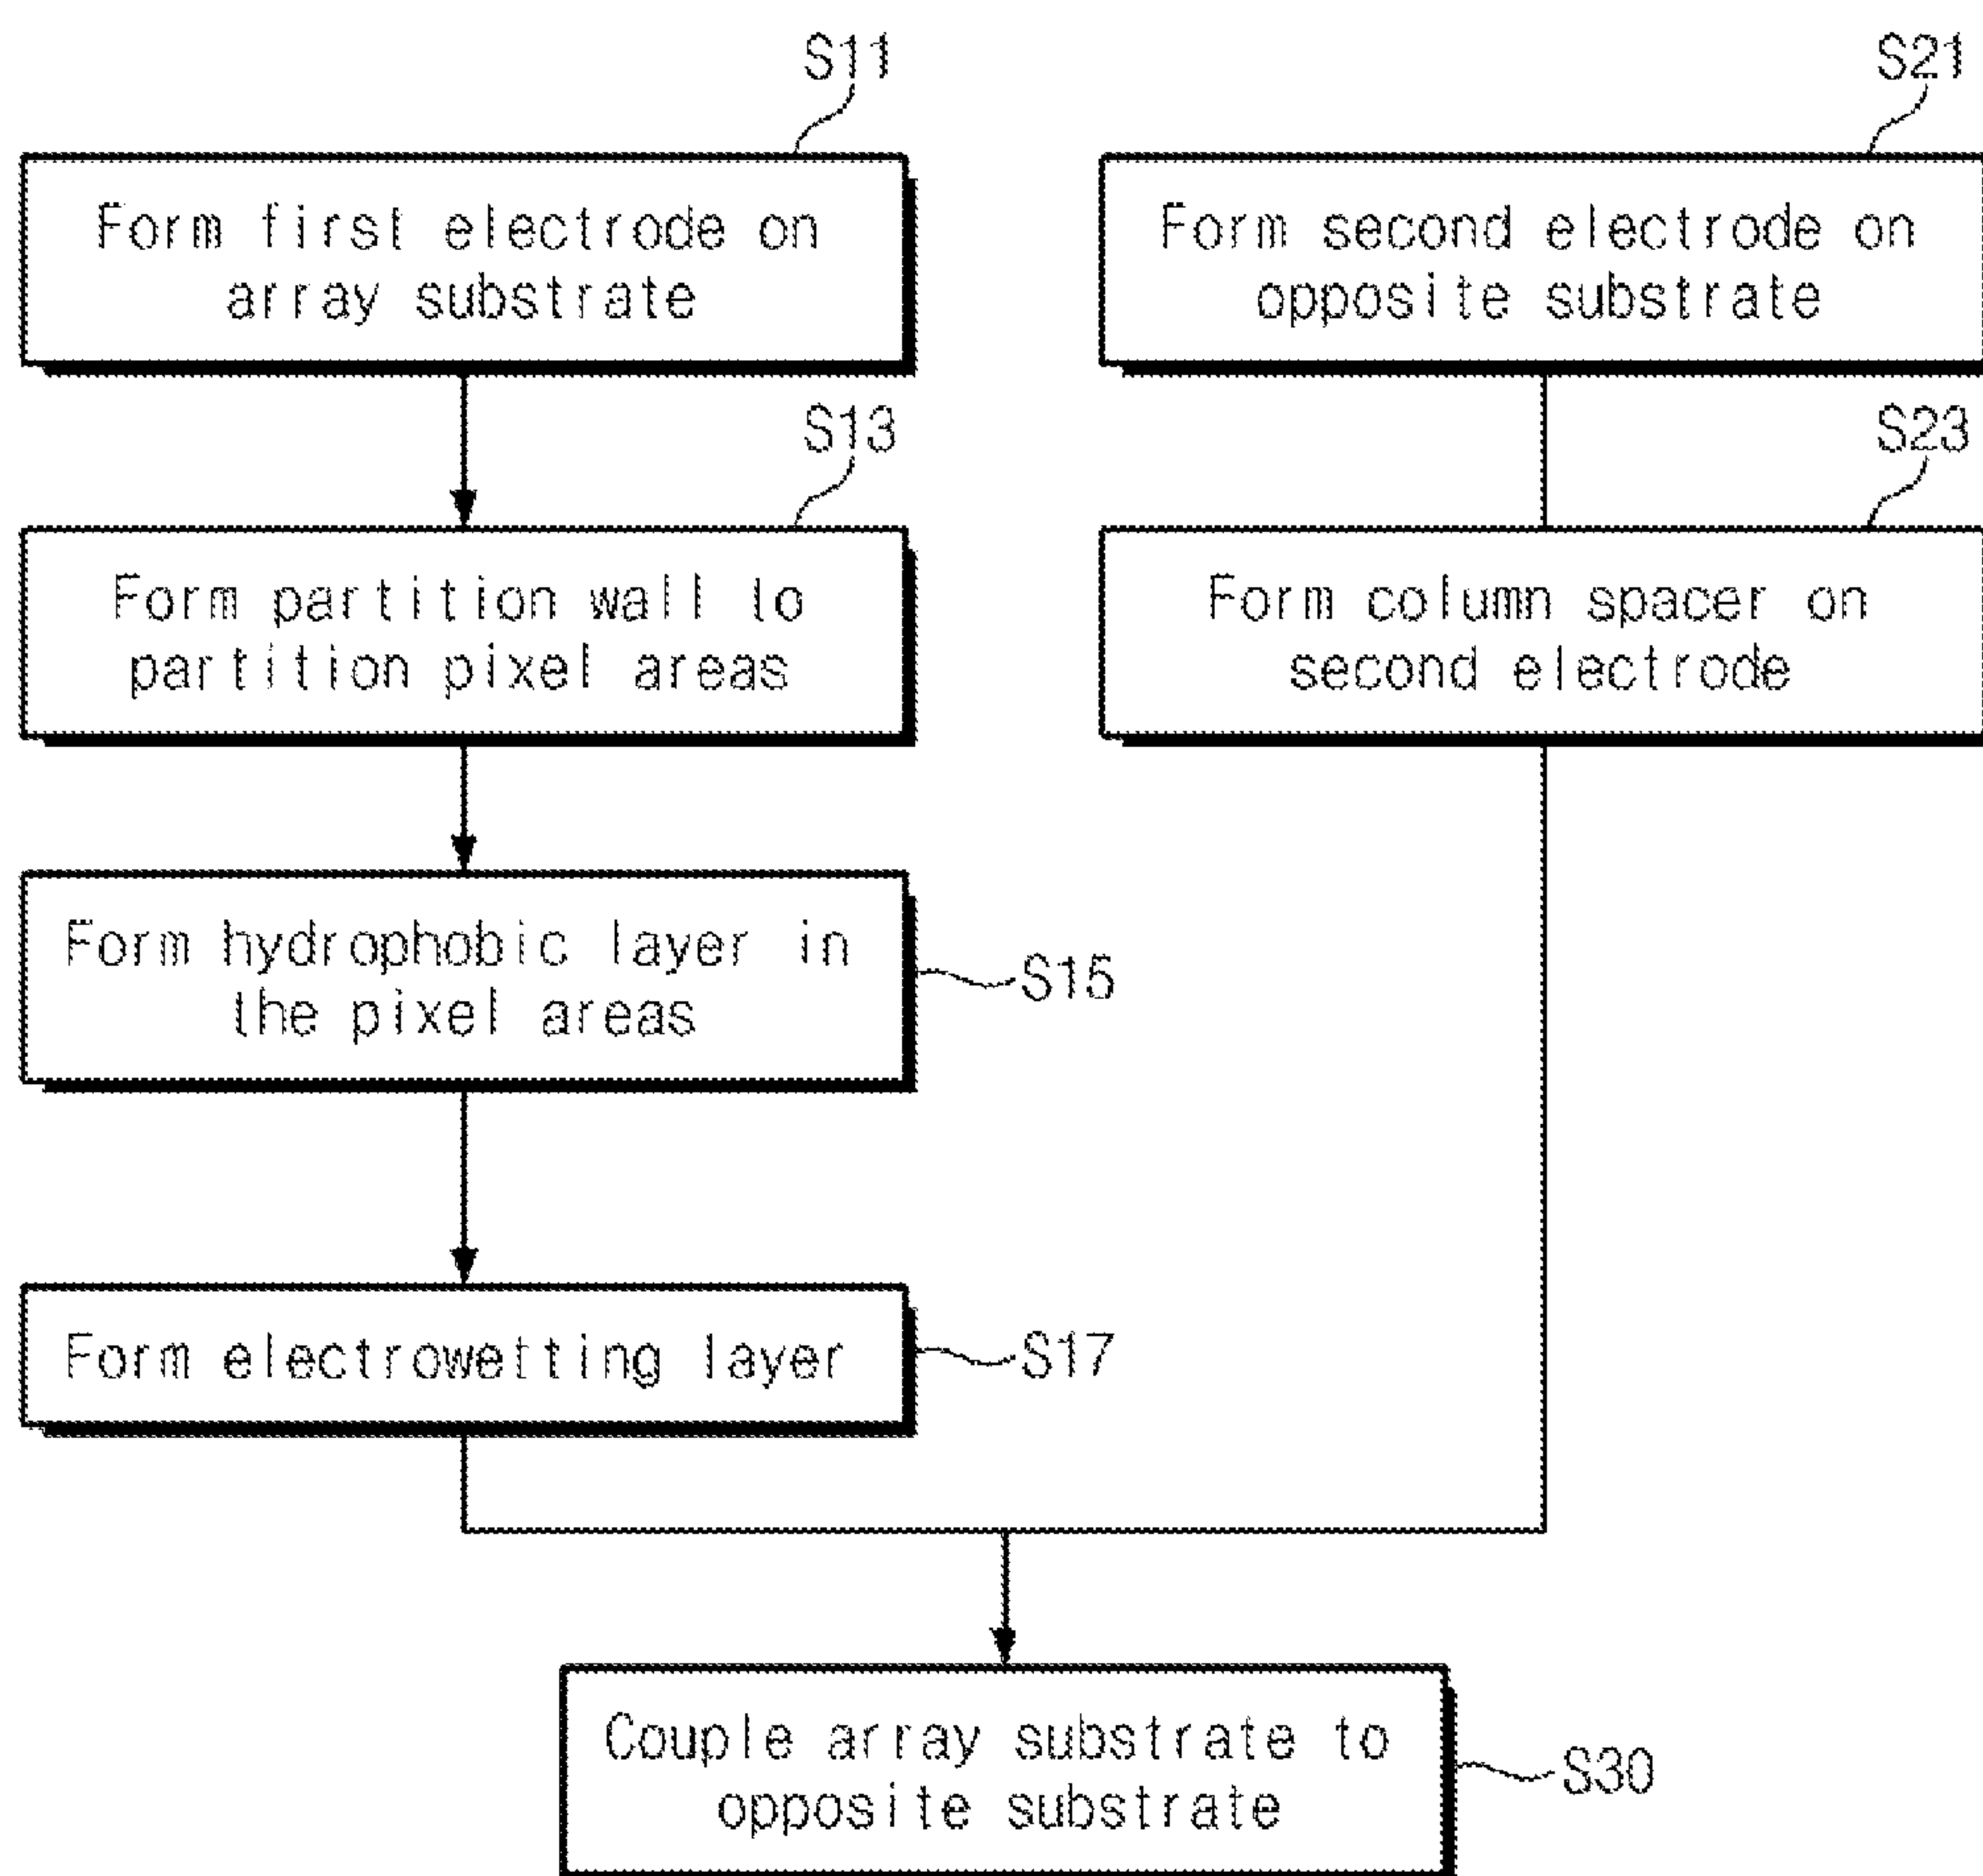 S11
Form first electrode on
array substrate
S13
Form partition wall to
partition pixel areas
Form hydrophobic layer in
the pixel areas
S15
Form electrowetting layer
S17
S21
Form second electrode on
opposite substrate
S23
Form column spacer on
second electrode
Couple array substrate to
opposite substrate
S30